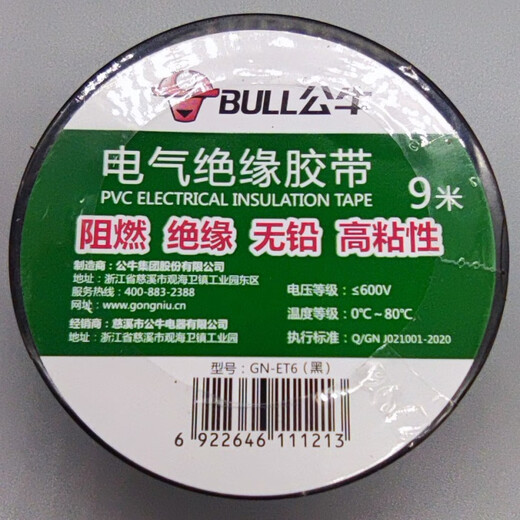 BULL公牛
电气绝缘胶带
PVC ELECTRICAL INSULATION TAPE
9米
阻燃 绝缘 无铅 高粘性
制造商：公牛集团股份有限公司
地址：浙江省慈溪市观海卫镇工业园东区
服务热线：400-883-2388
网址：www.gongniu.cn
经销商：慈溪市公牛电器有限公司
地址：浙江省慈溪市观海卫镇工业园区
电压等级：≤600V
温度等级：0℃~80℃
执行标准：Q/GN J021001-2020
型号：GN-ET6（黑）
6 922646 111213